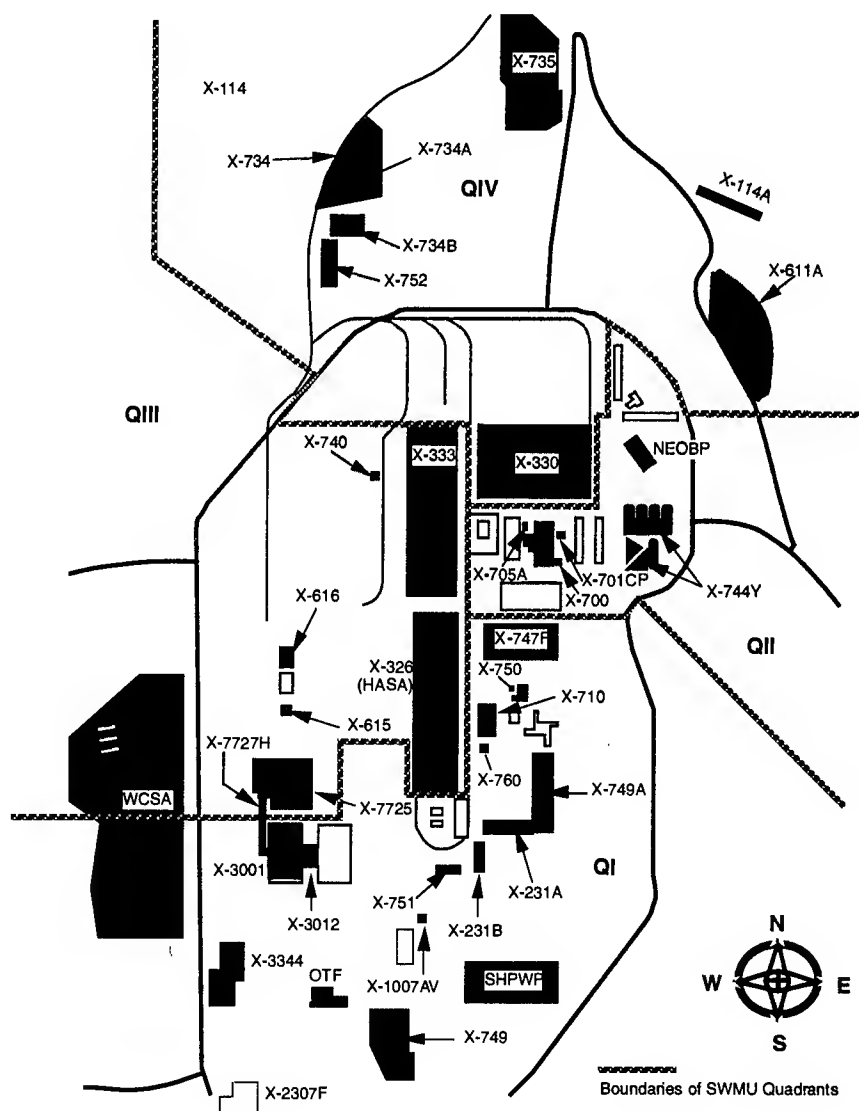 X-735
X-114
X-734
X-734A
X-114A
QIV
X-734B
X-752
X-611A
QIII
X-740
X-333
X-330
NEOBP
X-705A
X-701CP
X-700
X-744Y
X-616
X-747F
QII
X-326
(HASA)
X-750
X-710
X-615
X-7727H
X-760
X-749A
WCSA
X-7725
X-3001
QI
X-231A
X-751
X-3012
X-231B
X-3344
OTF
X-1007AV
SHPWP
N
W
E
S
X-749
X-2307F
Boundaries of SWMU Quadrants